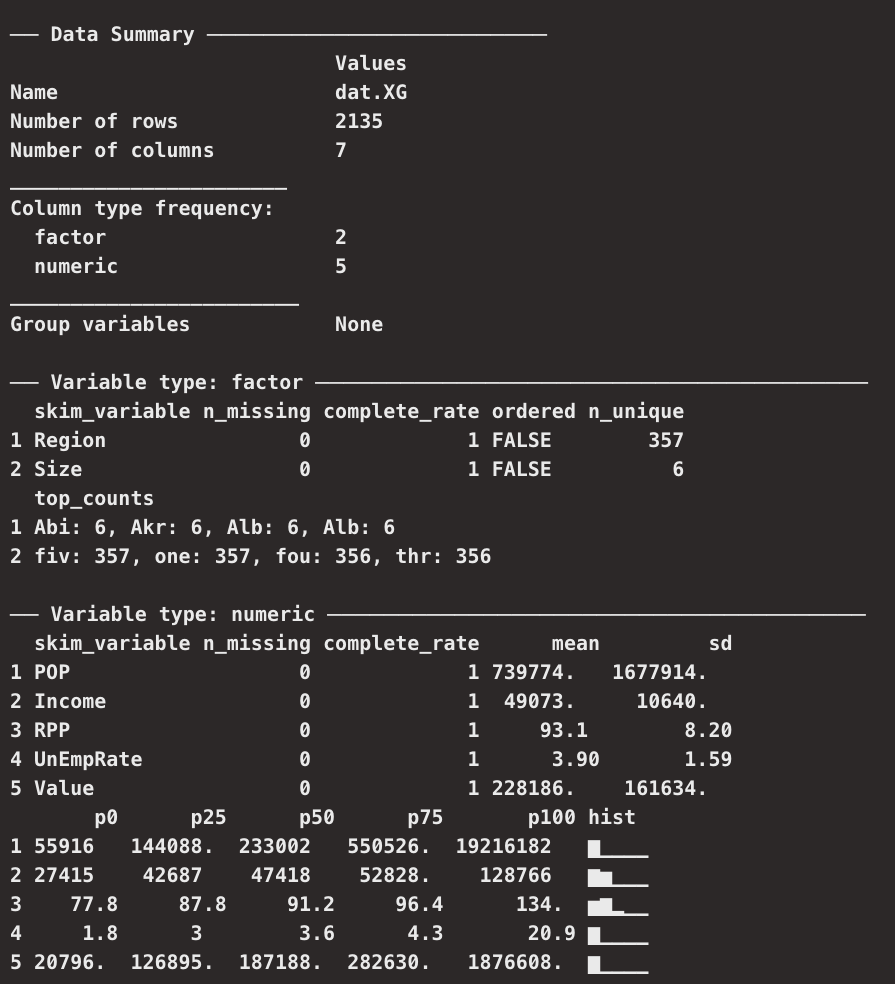 ── Data Summary ────────────────────────────
                           Values
Name                       dat.XG
Number of rows             2135
Number of columns          7
_______________________
Column type frequency:
  factor                   2
  numeric                  5
________________________
Group variables            None

── Variable type: factor ──────────────────────────────────────────────
  skim_variable n_missing complete_rate ordered n_unique
1 Region                0             1 FALSE        357
2 Size                  0             1 FALSE          6
  top_counts
1 Abi: 6, Akr: 6, Alb: 6, Alb: 6
2 fiv: 357, one: 357, fou: 356, thr: 356

── Variable type: numeric ─────────────────────────────────────────────
  skim_variable n_missing complete_rate      mean         sd
1 POP                   0             1 739774.   1677914.
2 Income                0             1  49073.     10640.
3 RPP                   0             1     93.1        8.20
4 UnEmpRate             0             1      3.90       1.59
5 Value                 0             1 228186.    161634.
       p0      p25      p50      p75       p100 hist
1 55916   144088.  233002   550526.  19216182   ▇▁▁▁▁
2 27415    42687    47418    52828.    128766   ▇▅▁▁▁
3    77.8     87.8     91.2     96.4      134.  ▅▇▂▁▁
4     1.8      3        3.6      4.3       20.9 ▇▁▁▁▁
5 20796.  126895.  187188.  282630.   1876608.  ▇▁▁▁▁